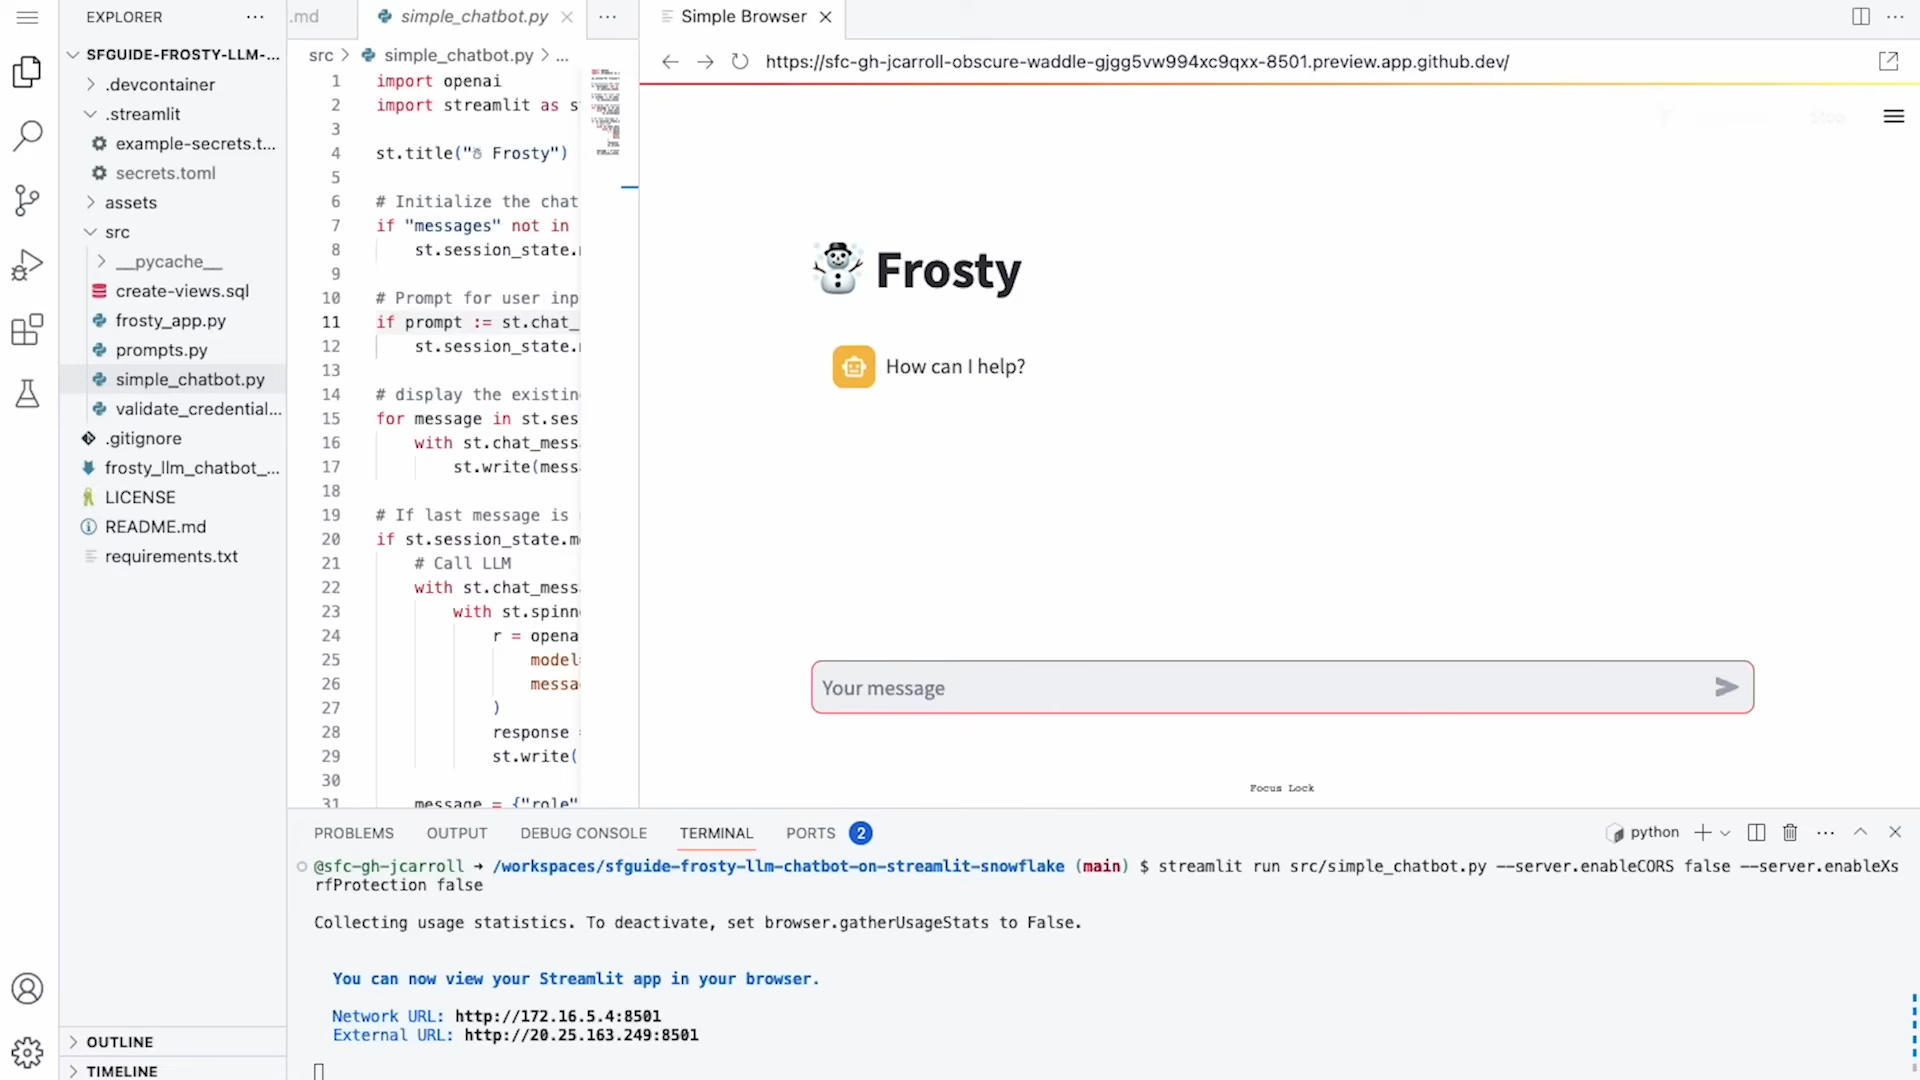 EXPLORER
SFGUIDE-FROSTY-LLM-...
.devcontainer
.streamlit
example-secrets.t...
secrets.toml
assets
src
__pycache__
create-views.sql
frosty_app.py
prompts.py
simple_chatbot.py
validate_credential...
.gitignore
frosty_llm_chatbot_...
LICENSE
README.md
requirements.txt
OUTLINE
TIMELINE
.md
simple_chatbot.py
src > simple_chatbot.py > ...
1 import openai
2 import streamlit as s
3
4 st.title("☃ Frosty")
5
6 # Initialize the chat
7 if "messages" not in
8 st.session_state.
9
10 # Prompt for user inp
11 if prompt := st.chat_
12 st.session_state.
13
14 # display the existin
15 for message in st.ses
16 with st.chat_mess
17 st.write(mess
18
19 # If last message is
20 if st.session_state.m
21 # Call LLM
22 with st.chat_mess
23 with st.spinn
24 r = opena
25 model=
26 messa
27 )
28 response =
29 st.write(
30
31 message = {"role"
Simple Browser
https://sfc-gh-jcarroll-obscure-waddle-gjgg5vw994xc9qxx-8501.preview.app.github.dev/
Stop
Frosty
How can I help?
Your message
Focus Lock
PROBLEMS OUTPUT DEBUG CONSOLE TERMINAL PORTS 2
python
@sfc-gh-jcarroll → /workspaces/sfguide-frosty-llm-chatbot-on-streamlit-snowflake (main) $ streamlit run src/simple_chatbot.py --server.enableCORS false --server.enableXs
rfProtection false
Collecting usage statistics. To deactivate, set browser.gatherUsageStats to False.
You can now view your Streamlit app in your browser.
Network URL: http://172.16.5.4:8501
External URL: http://20.25.163.249:8501